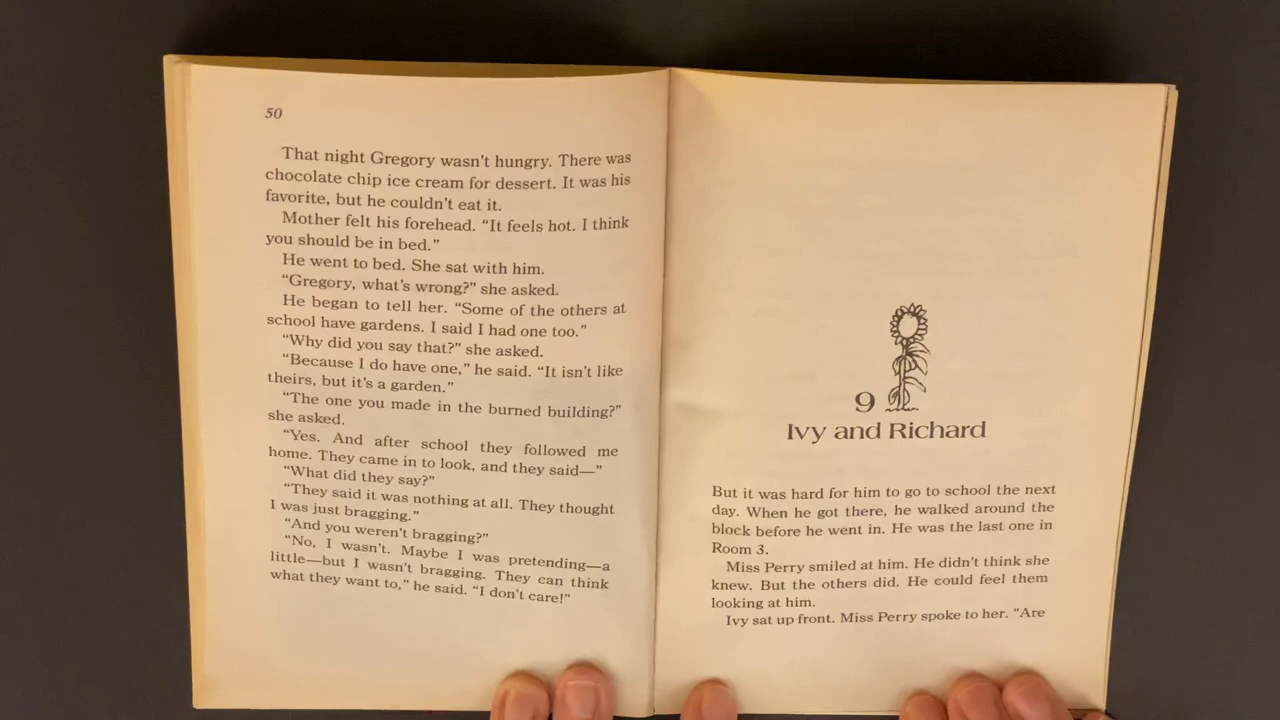 50
That night Gregory wasn't hungry. There was
chocolate chip ice cream for dessert. It was his
favorite, but he couldn't eat it.
Mother felt his forehead. “It feels hot. I think
you should be in bed.”
He went to bed. She sat with him.
“Gregory, what's wrong?” she asked.
He began to tell her. “Some of the others at
school have gardens. I said I had one too.”
“Why did you say that?” she asked.
“Because I do have one,” he said. “It isn't like
theirs, but it's a garden.”
“The one you made in the burned building?”
she asked.
“Yes. And after school they followed me
home. They came in to look, and they said—”
“What did they say?”
“They said it was nothing at all. They thought
I was just bragging.”
“And you weren't bragging?”
“No, I wasn't. Maybe I was pretending—a
little—but I wasn't bragging. They can think
what they want to,” he said. “I don't care!”
9
Ivy and Richard
But it was hard for him to go to school the next
day. When he got there, he walked around the
block before he went in. He was the last one in
Room 3.
Miss Perry smiled at him. He didn't think she
knew. But the others did. He could feel them
looking at him.
Ivy sat up front. Miss Perry spoke to her. “Are